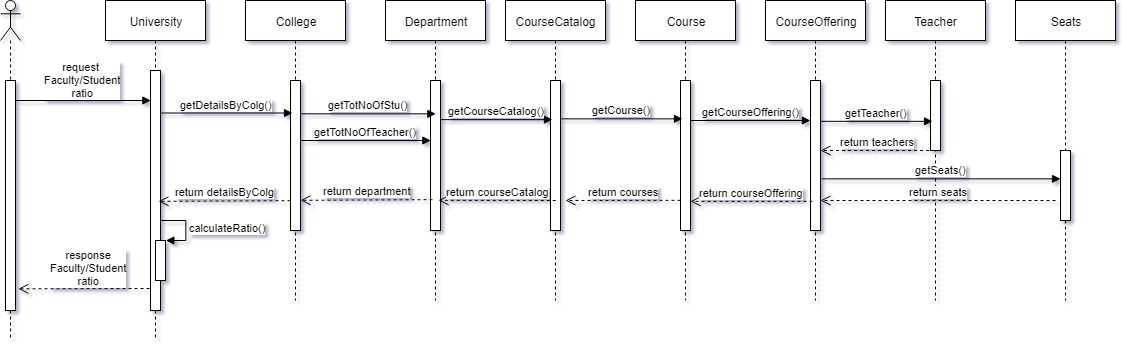 University
College
Department
CourseCatalog
Course
CourseOffering
Teacher
Seats
request
Faculty/Student
ratio
getDetailsByColg()
getTotNoOfStu()
getCourseCatalog()
getCourse()
getCourseOffering()
getTeacher()
getTotNoOfTeacher()
return teachers
getSeats()
return detailsByColg
return department
return courseCatalog
return courses
return courseOffering
return seats
calculateRatio()
response
Faculty/Student
ratio